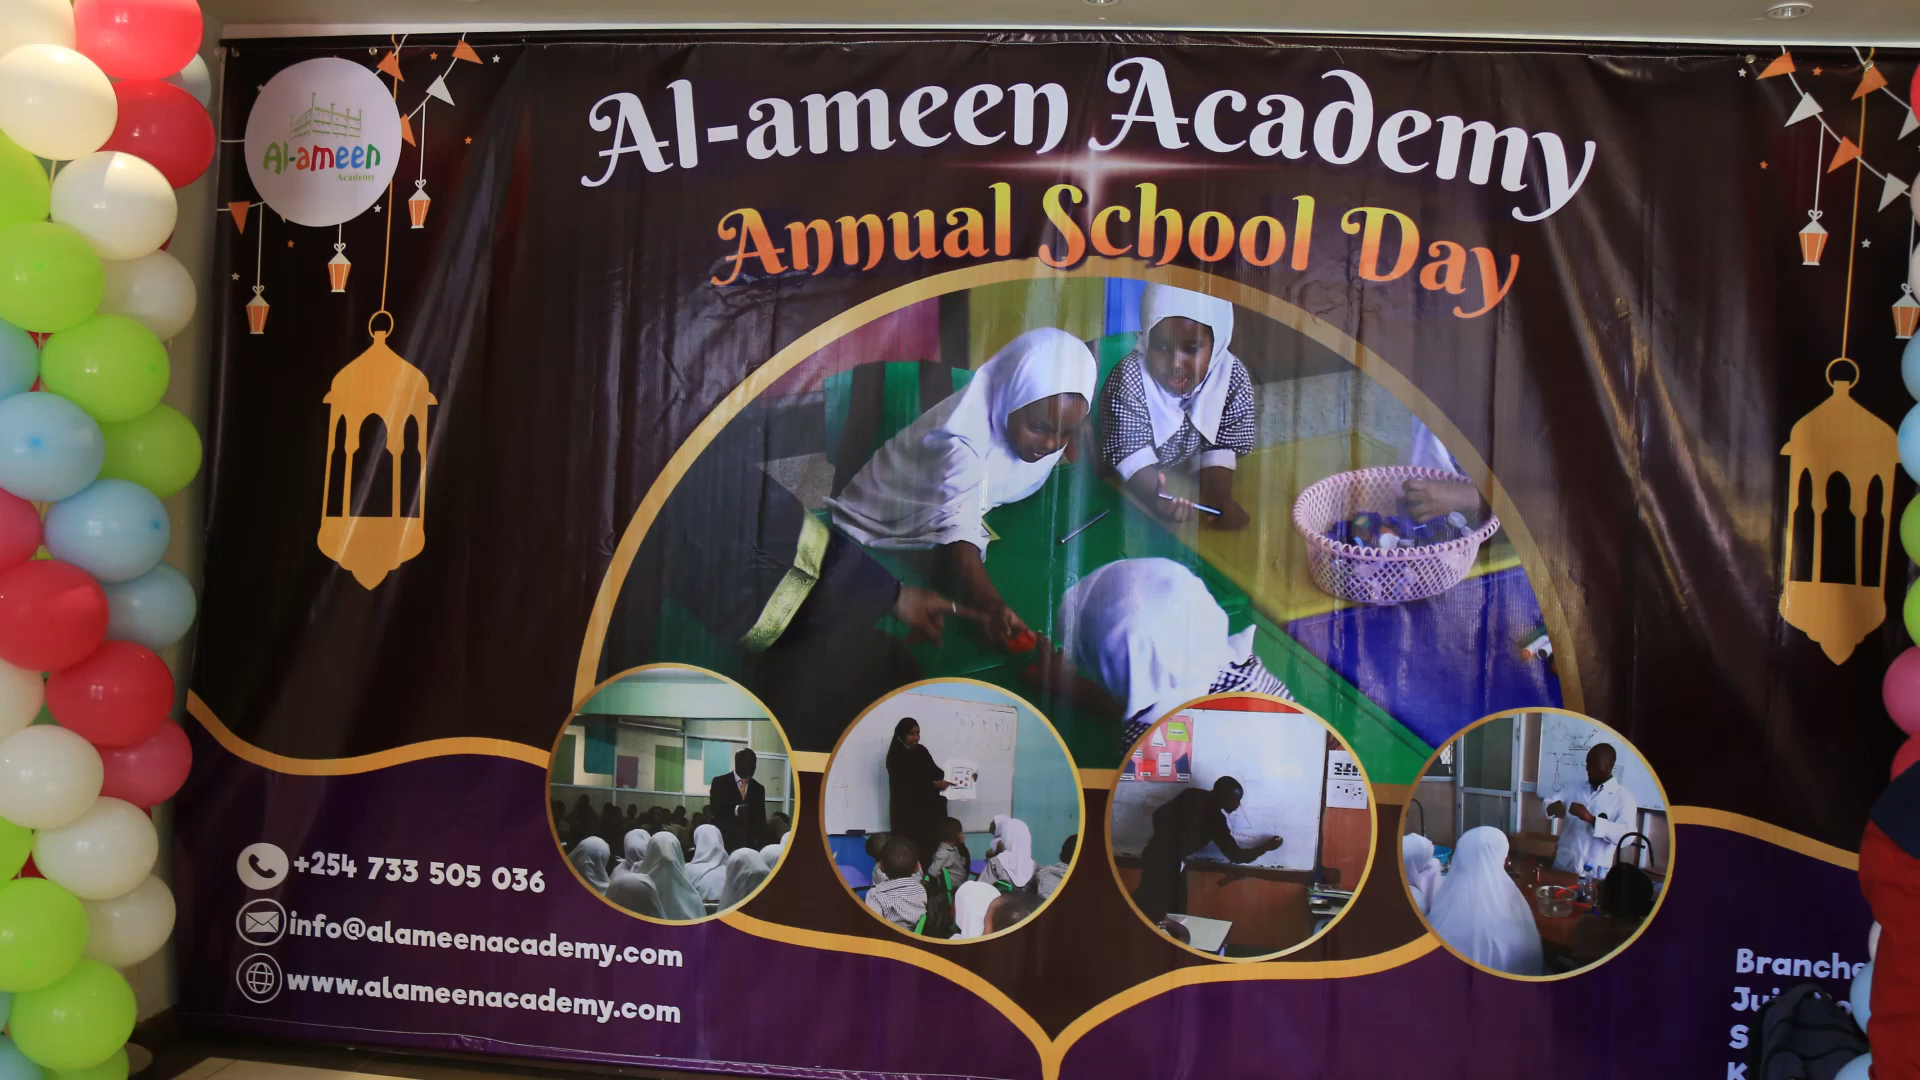 Al-ameen
Academy
Al-ameen Academy
Annual School Day
+254 733 505 036
info@alameenacademy.com
www.alameenacademy.com